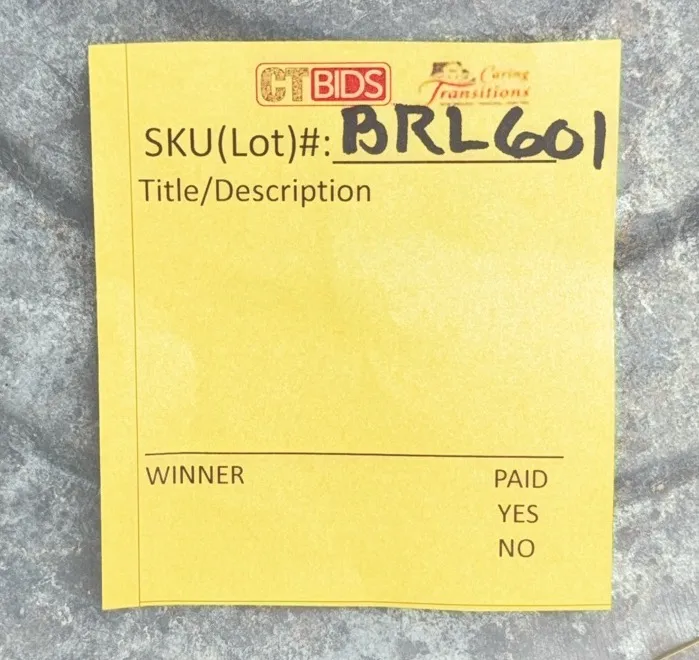 CTBIDS Caring Transitions
SKU(Lot)#: BRL601
Title/Description
WINNER PAID
YES
NO